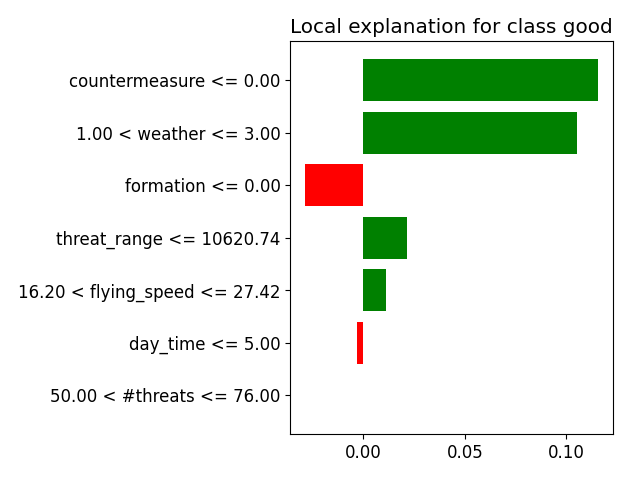 Local explanation for class good
countermeasure <= 0.00
1.00 < weather <= 3.00
formation <= 0.00
threat_range <= 10620.74
16.20 < flying_speed <= 27.42
day_time <= 5.00
50.00 < #threats <= 76.00
0.00 0.05 0.10